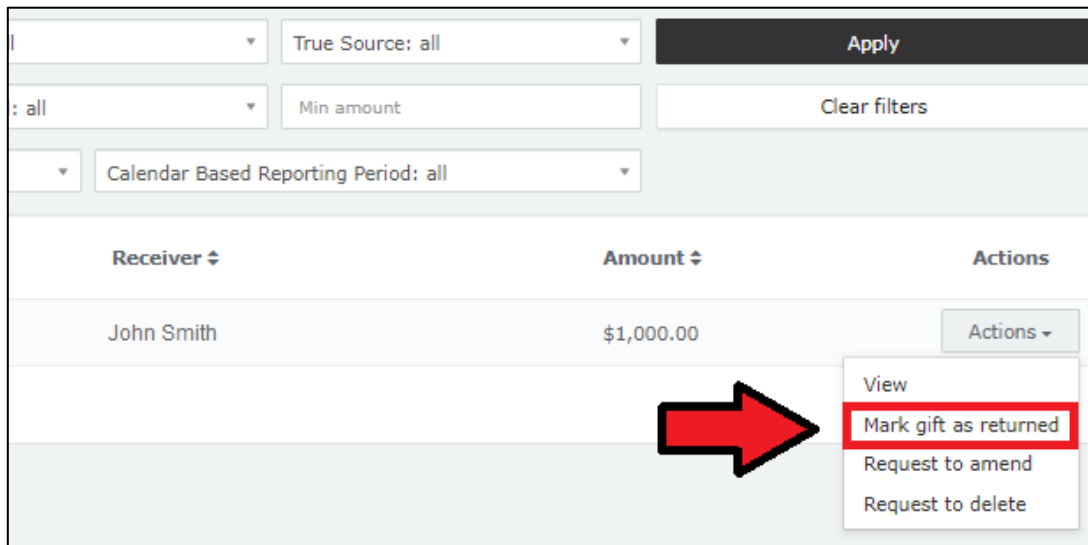 True Source: all
Apply
: all
Min amount
Clear filters
Calendar Based Reporting Period: all
Receiver
Amount
Actions
John Smith
$1,000.00
Actions
View
Mark gift as returned
Request to amend
Request to delete